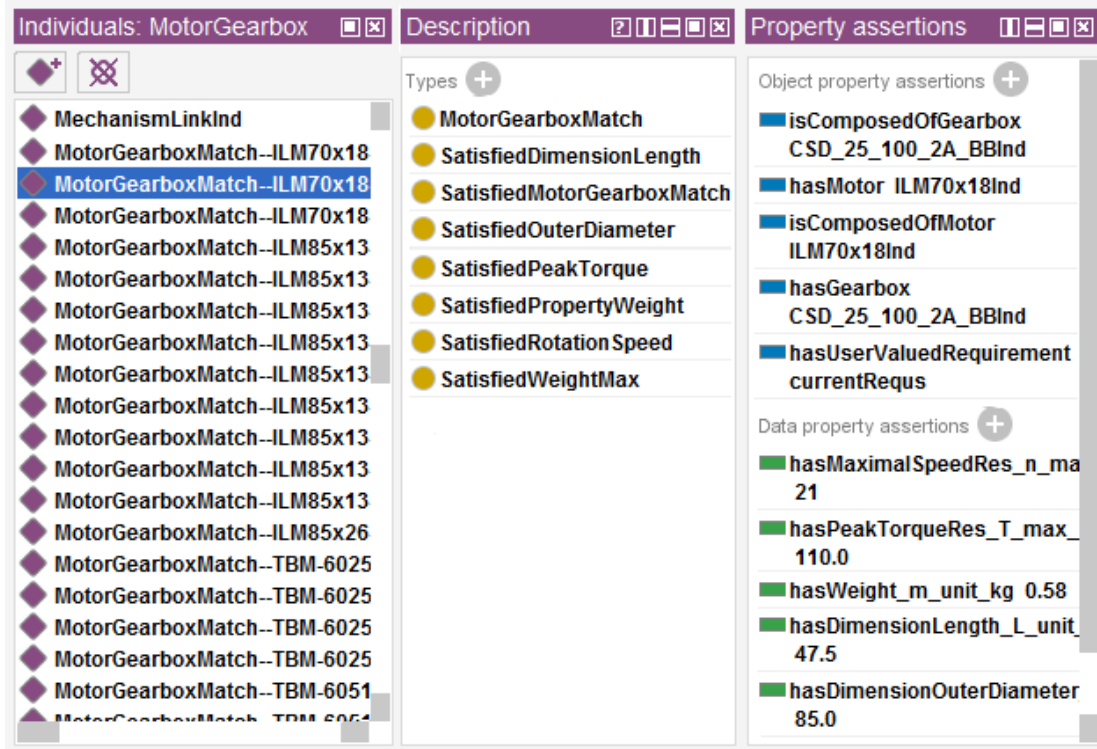 Individuals: MotorGearbox
MechanismLinkInd
MotorGearboxMatch--ILM70x18
MotorGearboxMatch--ILM70x18
MotorGearboxMatch--ILM70x18
MotorGearboxMatch--ILM85x13
MotorGearboxMatch--ILM85x13
MotorGearboxMatch--ILM85x13
MotorGearboxMatch--ILM85x13
MotorGearboxMatch--ILM85x13
MotorGearboxMatch--ILM85x13
MotorGearboxMatch--ILM85x13
MotorGearboxMatch--ILM85x13
MotorGearboxMatch--ILM85x13
MotorGearboxMatch--ILM85x26
MotorGearboxMatch--TBM-6025
MotorGearboxMatch--TBM-6025
MotorGearboxMatch--TBM-6025
MotorGearboxMatch--TBM-6025
MotorGearboxMatch--TBM-6051
MotorGearboxMatch--TBM-6051
Description
Types
MotorGearboxMatch
SatisfiedDimensionLength
SatisfiedMotorGearboxMatch
SatisfiedOuterDiameter
SatisfiedPeakTorque
SatisfiedPropertyWeight
SatisfiedRotationSpeed
SatisfiedWeightMax
Property assertions
Object property assertions
isComposedOfGearbox
CSD_25_100_2A_BBInd
hasMotor ILM70x18Ind
isComposedOfMotor
ILM70x18Ind
hasGearbox
CSD_25_100_2A_BBInd
hasUserValuedRequirement
currentRequs
Data property assertions
hasMaximalSpeedRes_n_ma
21
hasPeakTorqueRes_T_max_
110.0
hasWeight_m_unit_kg 0.58
hasDimensionLength_L_unit_
47.5
hasDimensionOuterDiameter
85.0